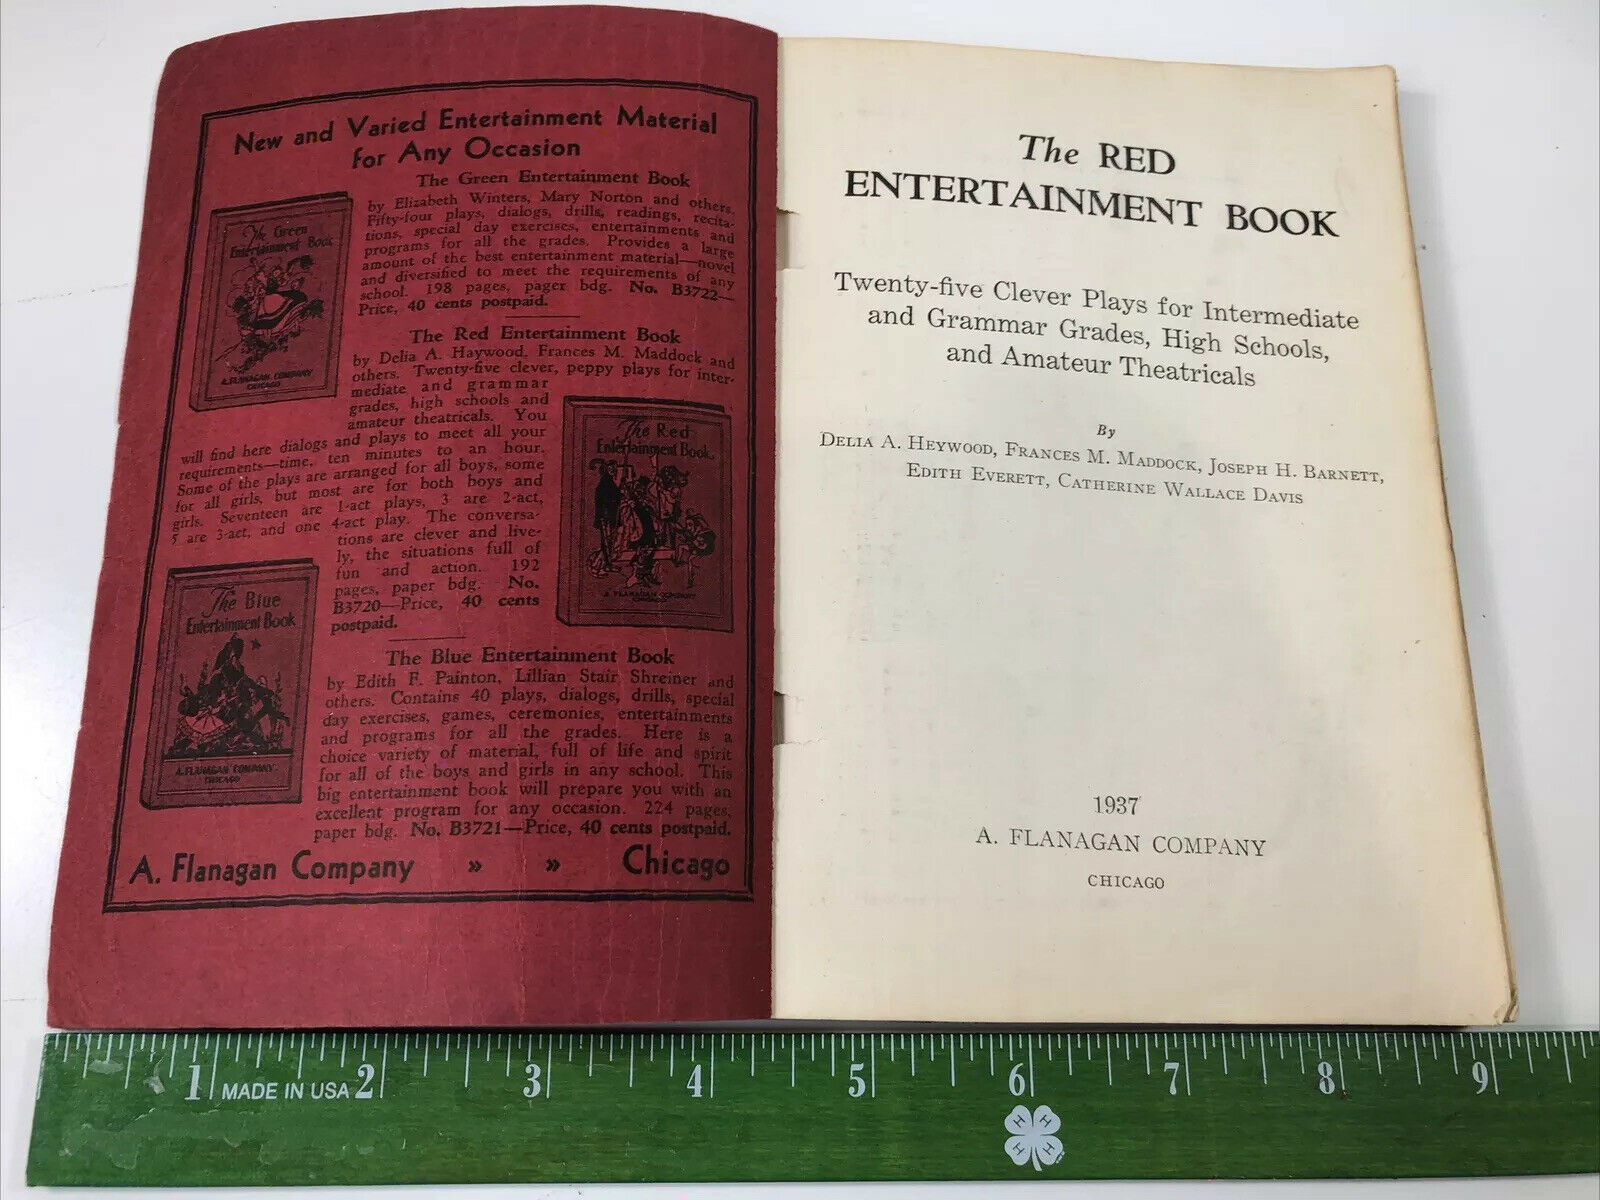 New and Varied Entertainment Material
for Any Occasion
The Green Entertainment Book
by Elizabeth Winters, Mary Norton and others.
Fifty-four plays, dialogs, drills, readings, recita-
tions, special day exercises, entertainments and
programs for all the grades. Provides a large
amount of the best entertainment material—novel
and diversified to meet the requirements of any
school. 198 pages, pager bdg. No. B3722—
Price, 40 cents postpaid.
The Green
Entertainment Book
A. FLANAGAN COMPANY
CHICAGO
The Red Entertainment Book
by Delia A. Haywood, Frances M. Maddock and
others. Twenty-five clever, peppy plays for inter-
mediate and grammar
grades, high schools and
amateur theatricals. You
will find here dialogs and plays to meet all your
requirements—time, ten minutes to an hour.
Some of the plays are arranged for all boys, some
for all girls, but most are for both boys and
girls. Seventeen are 1-act plays, 3 are 2-act,
5 are 3-act, and one 4-act play. The conversa-
tions are clever and live-
ly, the situations full of
fun and action. 192
pages, paper bdg. No.
B3720—Price, 40 cents
postpaid.
The Red
Entertainment Book
A. FLANAGAN COMPANY
CHICAGO
The Blue
Entertainment Book
A. FLANAGAN COMPANY
CHICAGO
The Blue Entertainment Book
by Edith F. Painton, Lillian Stair Shreiner and
others. Contains 40 plays, dialogs, drills, special
day exercises, games, ceremonies, entertainments
and programs for all the grades. Here is a
choice variety of material, full of life and spirit
for all of the boys and girls in any school. This
big entertainment book will prepare you with an
excellent program for any occasion. 224 pages,
paper bdg. No. B3721—Price, 40 cents postpaid.
A. Flanagan Company » » Chicago
The RED
ENTERTAINMENT BOOK
Twenty-five Clever Plays for Intermediate
and Grammar Grades, High Schools,
and Amateur Theatricals
By
DELIA A. HEYWOOD, FRANCES M. MADDOCK, JOSEPH H. BARNETT,
EDITH EVERETT, CATHERINE WALLACE DAVIS
1937
A. FLANAGAN COMPANY
CHICAGO
1 MADE IN USA 2 3 4 5 6 7 8 9
H H
H H